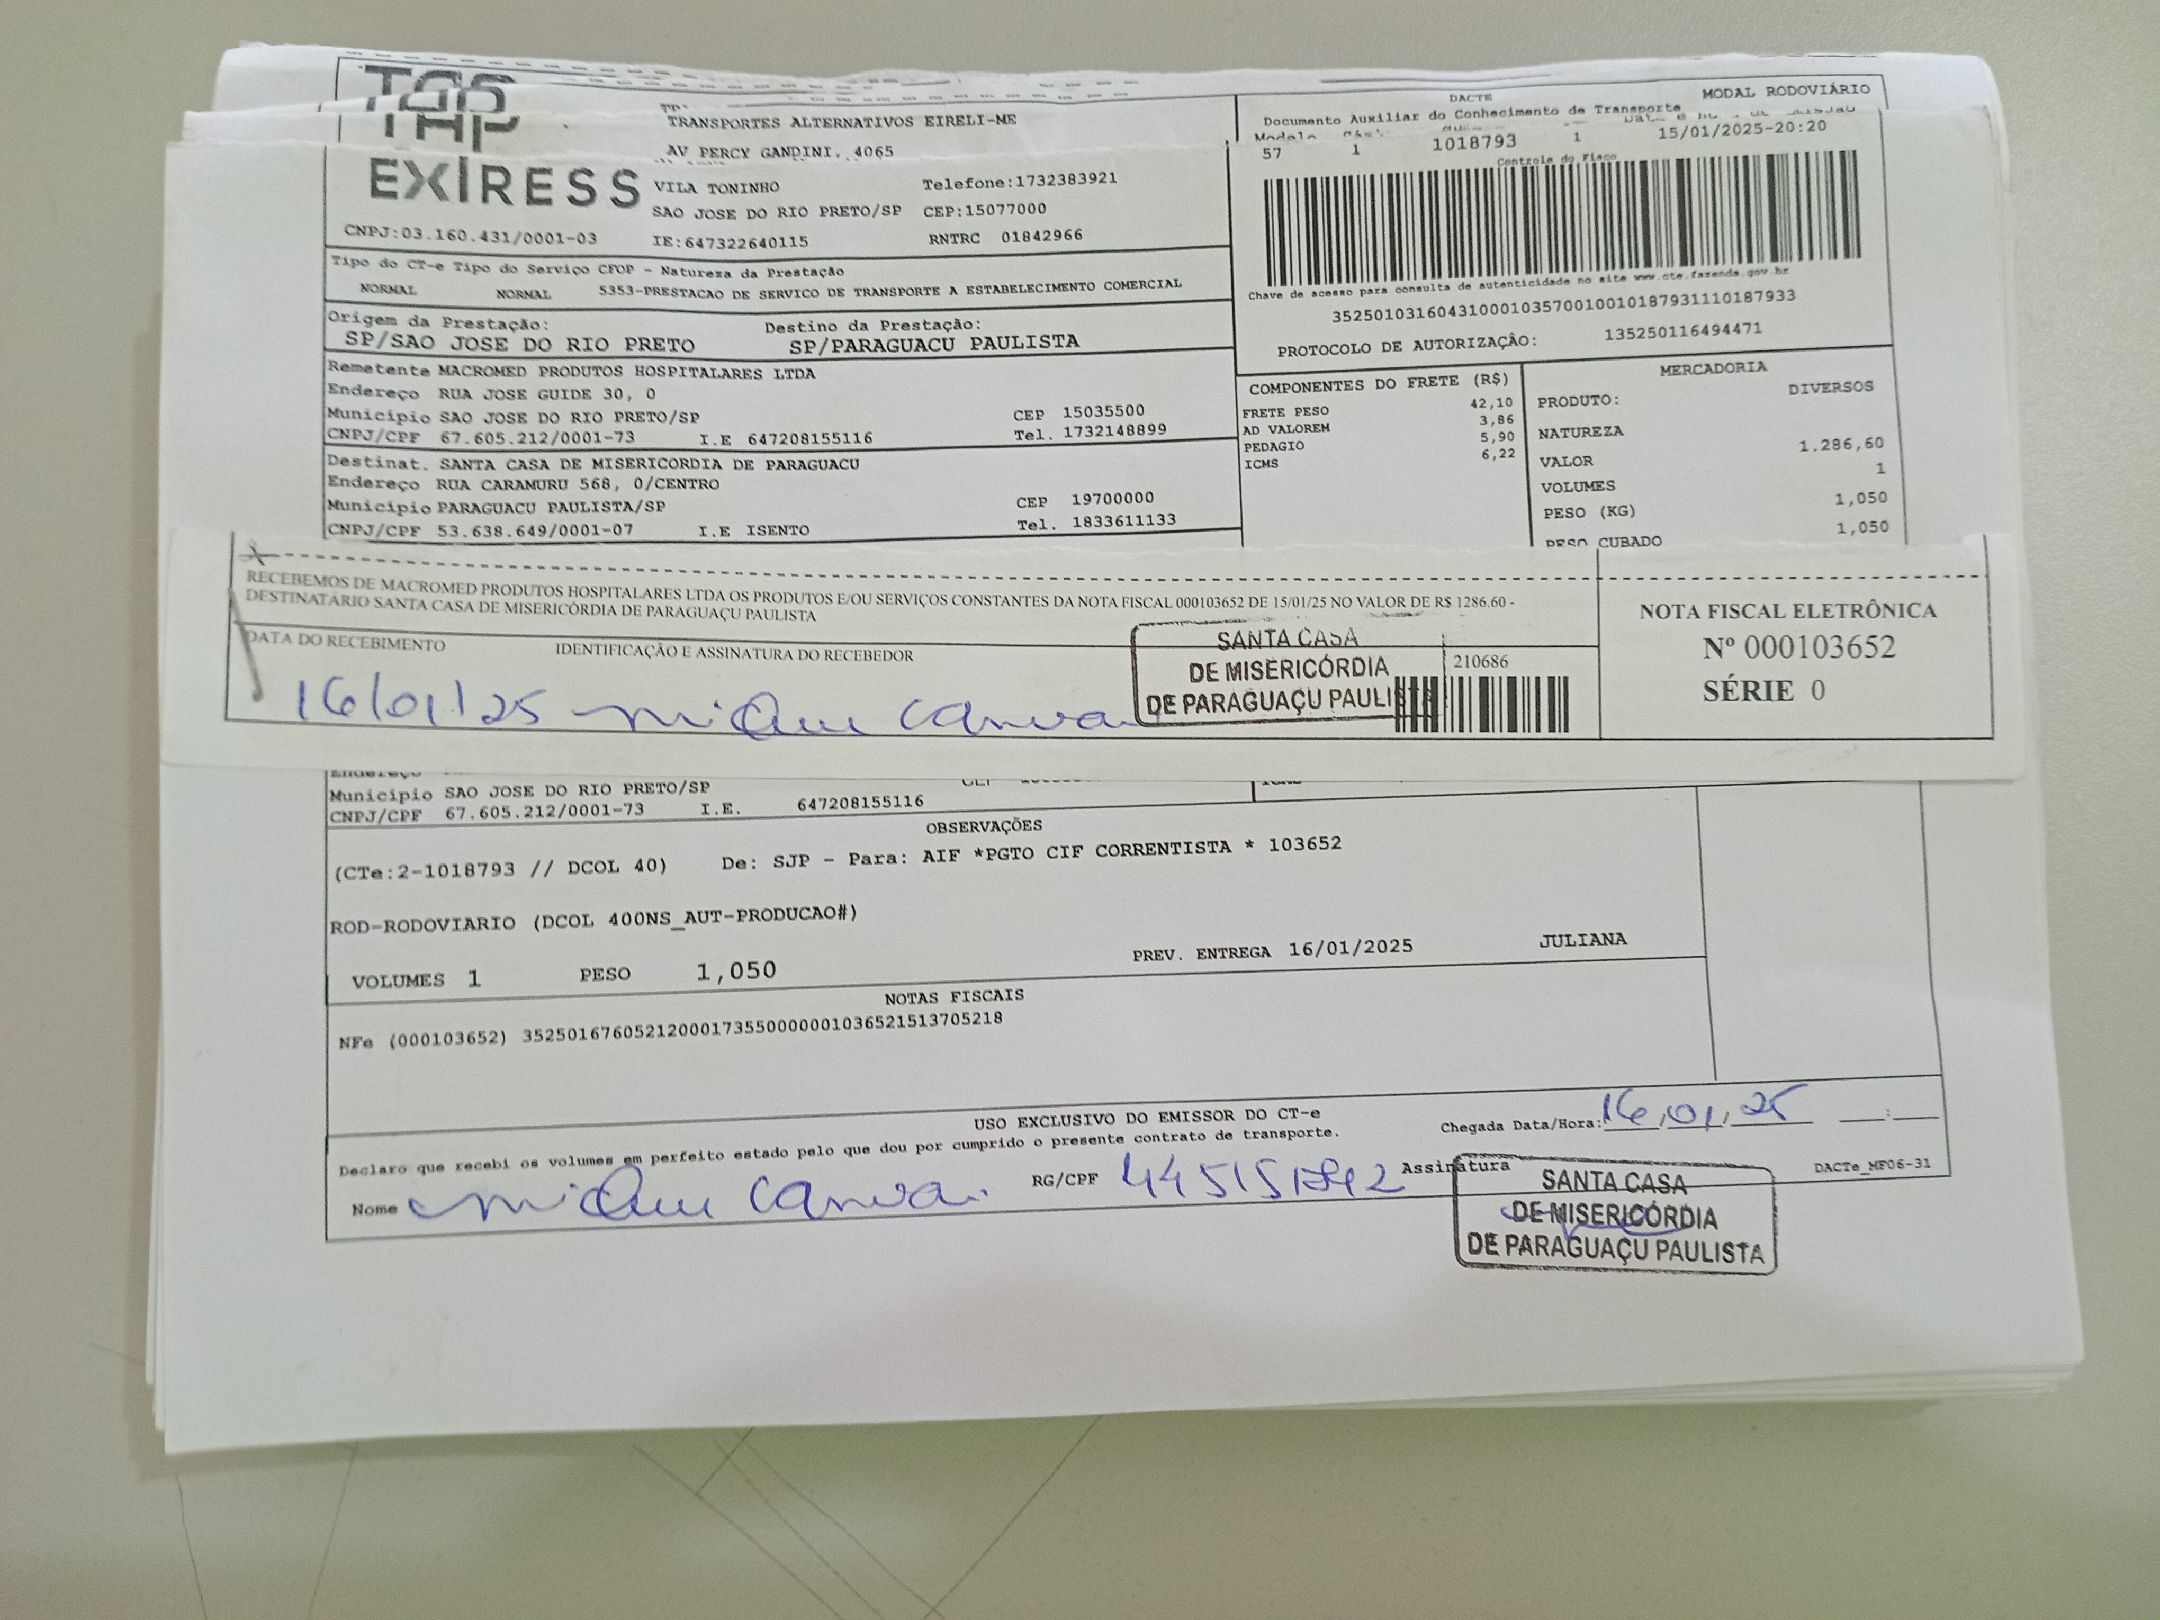 EXPRESS
TRANSPORTES ALTERNATIVOS EIRELI-ME
AV PERCY GANDINI, 4065
VILA TONINHO Telefone:1732383921
SAO JOSE DO RIO PRETO/SP CEP:15077000
CNPJ:03.160.431/0001-03 IE:647322640115 RNTRC 01842966
DACTE MODAL RODOVIÁRIO
Documento Auxiliar do Conhecimento de Transporte
57 1 1018793 1 15/01/2025-20:20
Controle do Fisco
Chave de acesso para consulta de autenticidade no site www.cte.fazenda.gov.br
35250103160431000103570010010187931110187933
PROTOCOLO DE AUTORIZAÇÃO: 135250116494471
Tipo do CT-e Tipo do Serviço CFOP - Natureza da Prestação
NORMAL NORMAL 5353-PRESTACAO DE SERVICO DE TRANSPORTE A ESTABELECIMENTO COMERCIAL
Origem da Prestação: Destino da Prestação:
SP/SAO JOSE DO RIO PRETO SP/PARAGUACU PAULISTA
Remetente MACROMED PRODUTOS HOSPITALARES LTDA
Endereço RUA JOSE GUIDE 30, 0
Município SAO JOSE DO RIO PRETO/SP CEP 15035500
CNPJ/CPF 67.605.212/0001-73 I.E 647208155116 Tel. 1732148899
Destinat. SANTA CASA DE MISERICORDIA DE PARAGUACU
Endereço RUA CARAMURU 568, 0/CENTRO
Município PARAGUACU PAULISTA/SP CEP 19700000
CNPJ/CPF 53.638.649/0001-07 I.E ISENTO Tel. 1833611133
COMPONENTES DO FRETE (R$)
FRETE PESO 42,10
AD VALOREM 3,86
PEDAGIO 5,90
ICMS 6,22
MERCADORIA
PRODUTO: DIVERSOS
NATUREZA
VALOR 1.286,60
VOLUMES 1
PESO (KG) 1,050
PESO CUBADO 1,050
RECEBEMOS DE MACROMED PRODUTOS HOSPITALARES LTDA OS PRODUTOS E/OU SERVIÇOS CONSTANTES DA NOTA FISCAL 000103652 DE 15/01/25 NO VALOR DE R$ 1286.60 -
DESTINATÁRIO SANTA CASA DE MISERICÓRDIA DE PARAGUAÇU PAULISTA
DATA DO RECEBIMENTO IDENTIFICAÇÃO E ASSINATURA DO RECEBEDOR
16/01/25
SANTA CASA
DE MISERICÓRDIA
DE PARAGUAÇU PAULISTA
210686
NOTA FISCAL ELETRÔNICA
Nº 000103652
SÉRIE 0
Endereço
Município SAO JOSE DO RIO PRETO/SP
CNPJ/CPF 67.605.212/0001-73 I.E. 647208155116
OBSERVAÇÕES
(CTe:2-1018793 // DCOL 40) De: SJP - Para: AIF *PGTO CIF CORRENTISTA * 103652
ROD-RODOVIARIO (DCOL 400NS_AUT-PRODUCAO#)
VOLUMES 1 PESO 1,050 PREV. ENTREGA 16/01/2025 JULIANA
NOTAS FISCAIS
NFe (000103652) 35250167605212000173550000001036521513705218
USO EXCLUSIVO DO EMISSOR DO CT-e
Declaro que recebi os volumes em perfeito estado pelo que dou por cumprido o presente contrato de transporte.
Chegada Data/Hora: 16,01,25 :
Nome RG/CPF Assinatura DACTe_MF06-31
SANTA CASA
DE MISERICÓRDIA
DE PARAGUAÇU PAULISTA